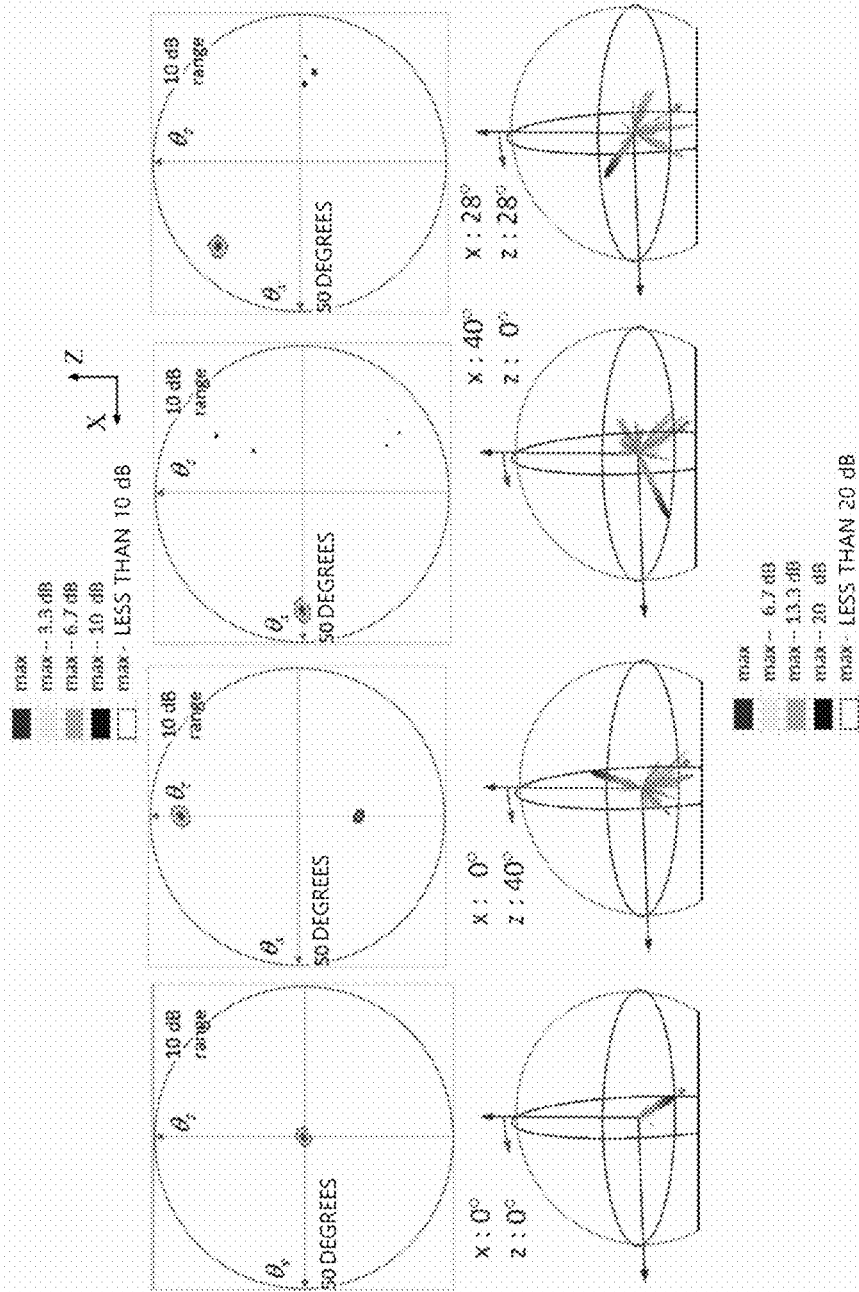 max
max-- 3.3 dB
max-- 6.7 dB
max-- 10 dB
max- LESS THAN 10 dB
Z
X
θz
10 dB
range
θx
50 DEGREES
θz
10 dB
range
θx
50 DEGREES
θz
10 dB
range
θx
50 DEGREES
θz
10 dB
range
θx
50 DEGREES
x : 0°
z : 0°
x : 0°
z : 40°
x : 40°
z : 0°
x : 28°
z : 28°
max
max-- 6.7 dB
max-- 13.3 dB
max-- 20 dB
max- LESS THAN 20 dB